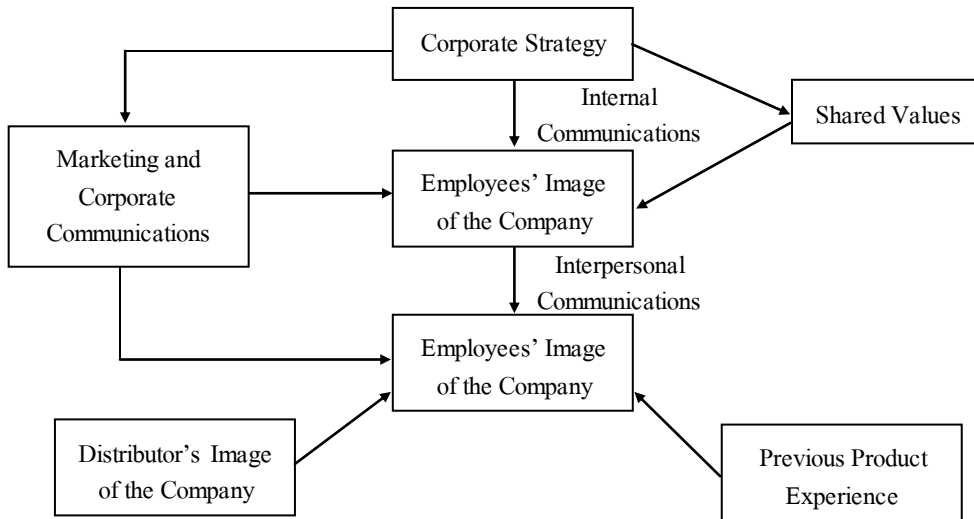 Corporate Strategy
Internal
Communications
Shared Values
Marketing and
Corporate
Communications
Employees’ Image
of the Company
Interpersonal
Communications
Employees’ Image
of the Company
Distributor’s Image
of the Company
Previous Product
Experience